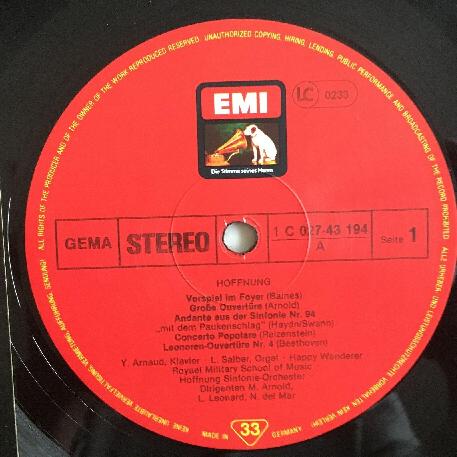 ALL RIGHTS OF THE PRODUCER AND OF THE OWNER OF THE WORK REPRODUCED RESERVED. UNAUTHORIZED COPYING, HIRING, LENDING, PUBLIC PERFORMANCE AND BROADCASTING OF THE RECORD PROHIBITED.
EMI
LC 0233
Die Stimme seines Herrn
GEMA STEREO 1 C 027-43 194 Seite 1
A
HOFFNUNG
Vorspiel im Foyer (Baines)
Große Ouvertüre (Arnold)
Andante aus der Sinfonie Nr. 94
„mit dem Paukenschlag" (Haydn/Swann)
Concerto Popolare (Reizenstein)
Leonoren-Ouvertüre Nr. 4 (Beethoven)
Y. Arnaud, Klavier - L. Salber, Orgel - Happy Wanderer
Royael Military School of Music
Hoffnung Sinfonie-Orchester
Dirigenten M. Arnold,
L. Leonard, N. del Mar
MADE IN 33 GERMANY